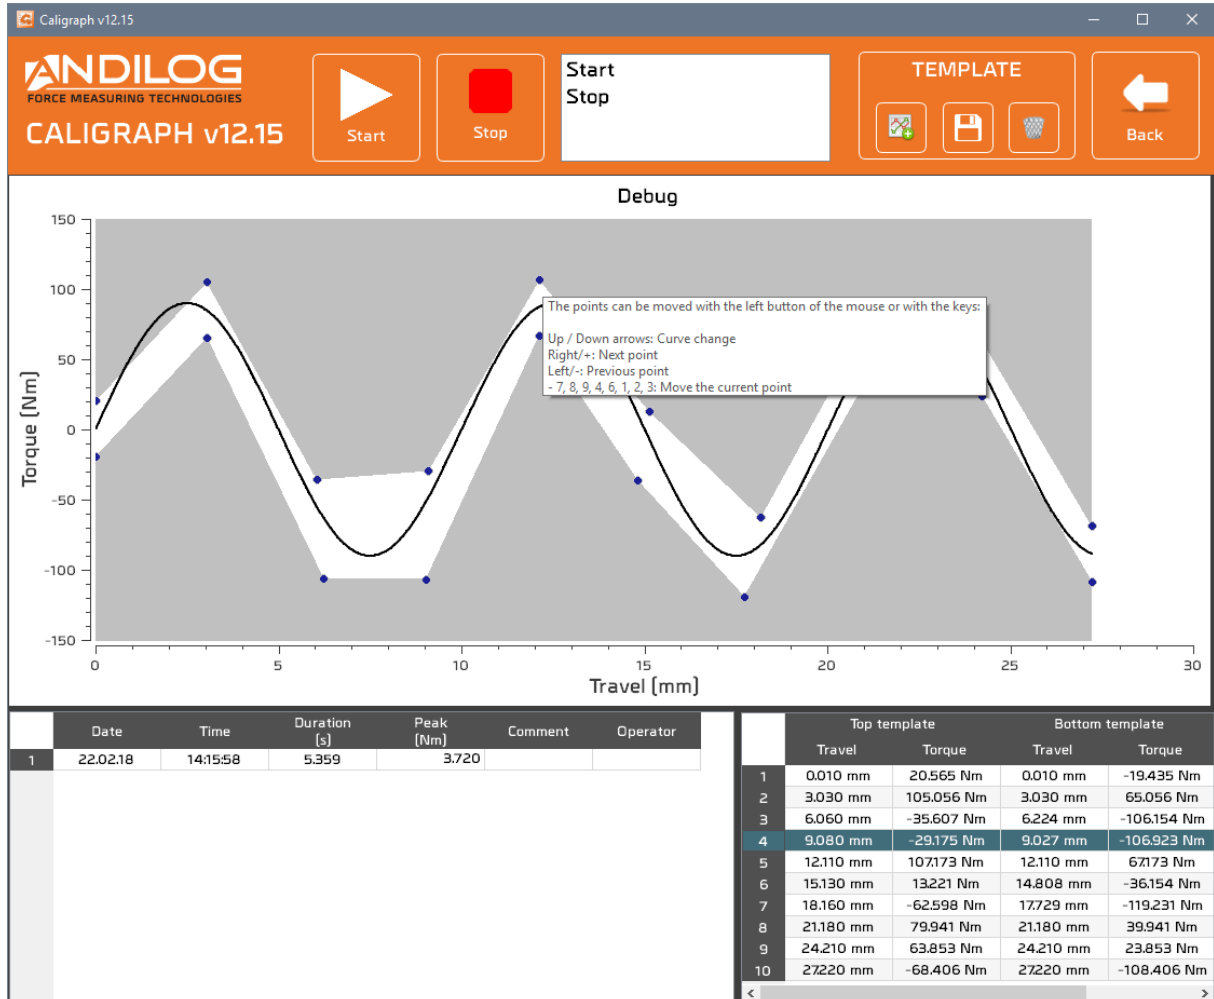 Caligraph v12.15
ANDILOG
FORCE MEASURING TECHNOLOGIES
CALIGRAPH v12.15
Start
Stop
Start
Stop
TEMPLATE
Back
Debug
150
100
50
0
-50
-100
-150
Torque [Nm]
The points can be moved with the left button of the mouse or with the keys:
Up / Down arrows: Curve change
Right/+: Next point
Left/-: Previous point
- 7, 8, 9, 4, 6, 1, 2, 3: Move the current point
0 5 10 15 20 25 30
Travel [mm]
Date Time Duration [s] Peak [Nm] Comment Operator
1 22.02.18 14:15:58 5.359 3.720
Top template Bottom template
Travel Torque Travel Torque
1 0.010 mm 20.565 Nm 0.010 mm -19.435 Nm
2 3.030 mm 105.056 Nm 3.030 mm 65.056 Nm
3 6.060 mm -35.607 Nm 6.224 mm -106.154 Nm
4 9.080 mm -29.175 Nm 9.027 mm -106.923 Nm
5 12.110 mm 107.173 Nm 12.110 mm 67.173 Nm
6 15.130 mm 13.221 Nm 14.808 mm -36.154 Nm
7 18.160 mm -62.598 Nm 17.729 mm -119.231 Nm
8 21.180 mm 79.941 Nm 21.180 mm 39.941 Nm
9 24.210 mm 63.853 Nm 24.210 mm 23.853 Nm
10 27.220 mm -68.406 Nm 27.220 mm -108.406 Nm